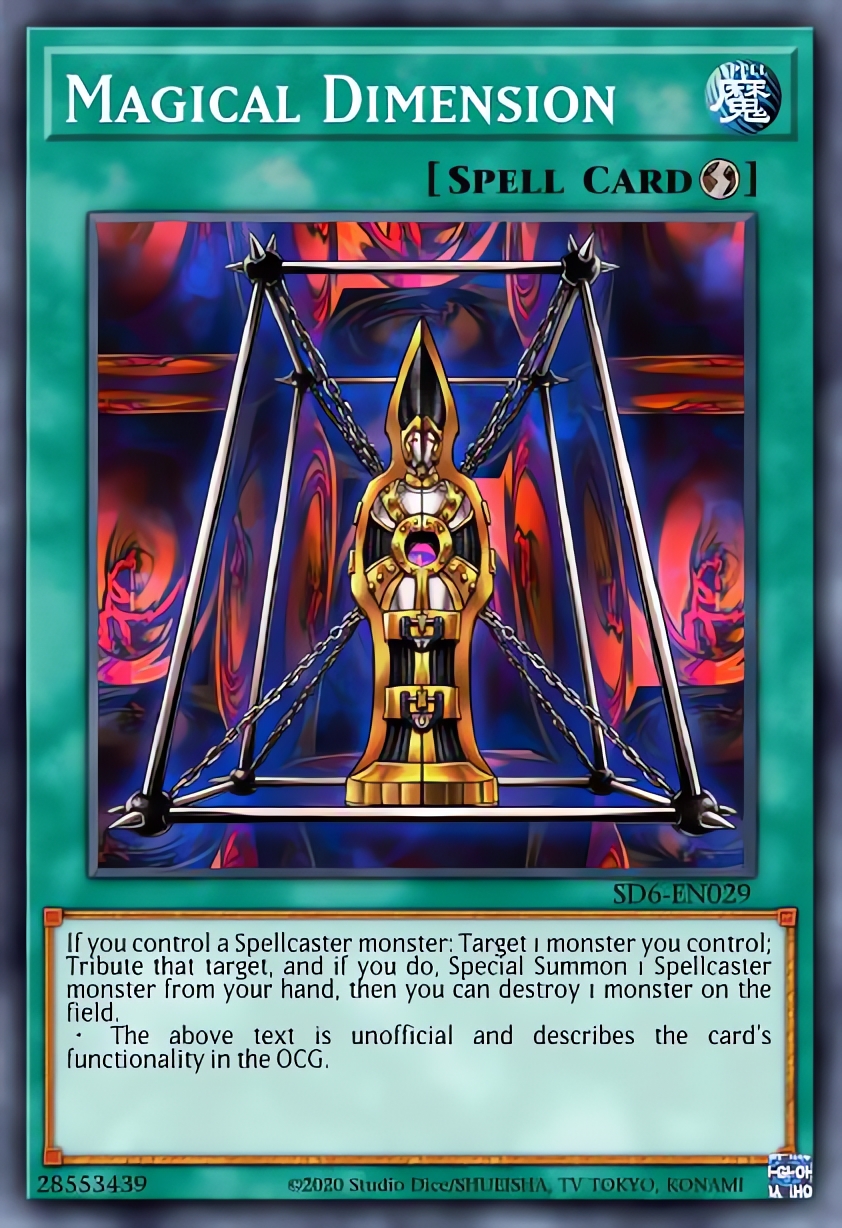 MAGICAL DIMENSION
魔
[SPELL CARD]
SD6-EN029
If you control a Spellcaster monster: Target 1 monster you control;
Tribute that target, and if you do, Special Summon 1 Spellcaster
monster from your hand, then you can destroy 1 monster on the
field.
· The above text is unofficial and describes the card's
functionality in the OCG.
28553439
©2020 Studio Dice/SHUEISHA, TV TOKYO, KONAMI